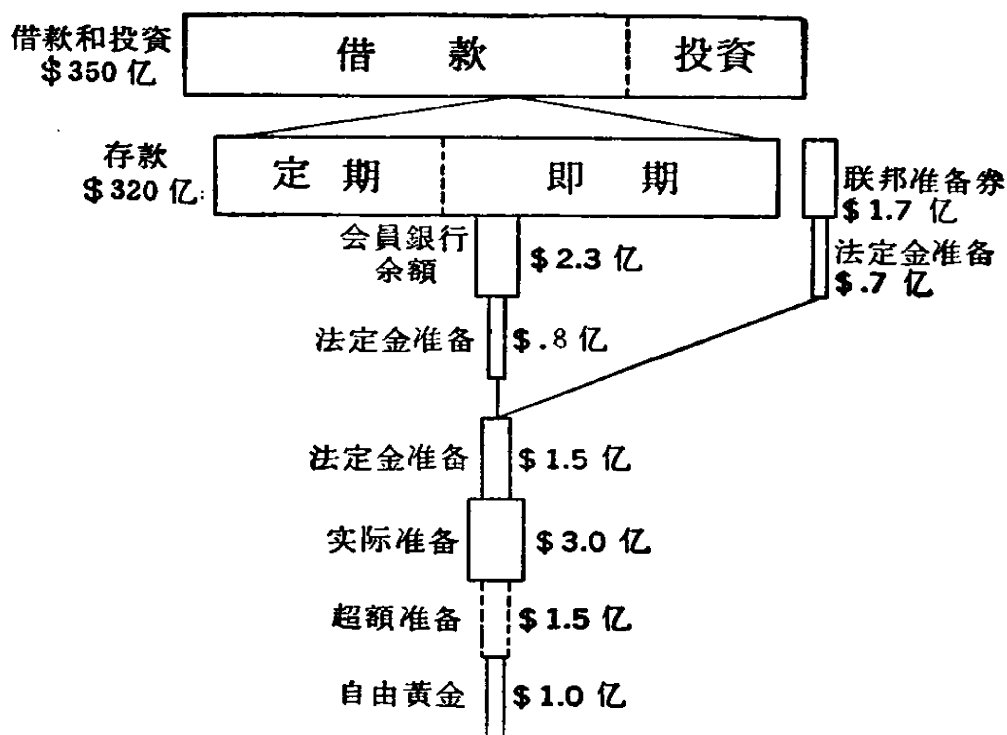 借款和投資
$350 亿
借 款 投資
存款
$320 亿
定 期 即 期
联邦准备券
$1.7 亿
会員銀行
余額
$2.3 亿
法定金准备
$.7 亿
法定金准备 $.8 亿
法定金准备 $1.5 亿
实际准备 $3.0 亿
超額准备 $1.5 亿
自由黃金 $1.0 亿